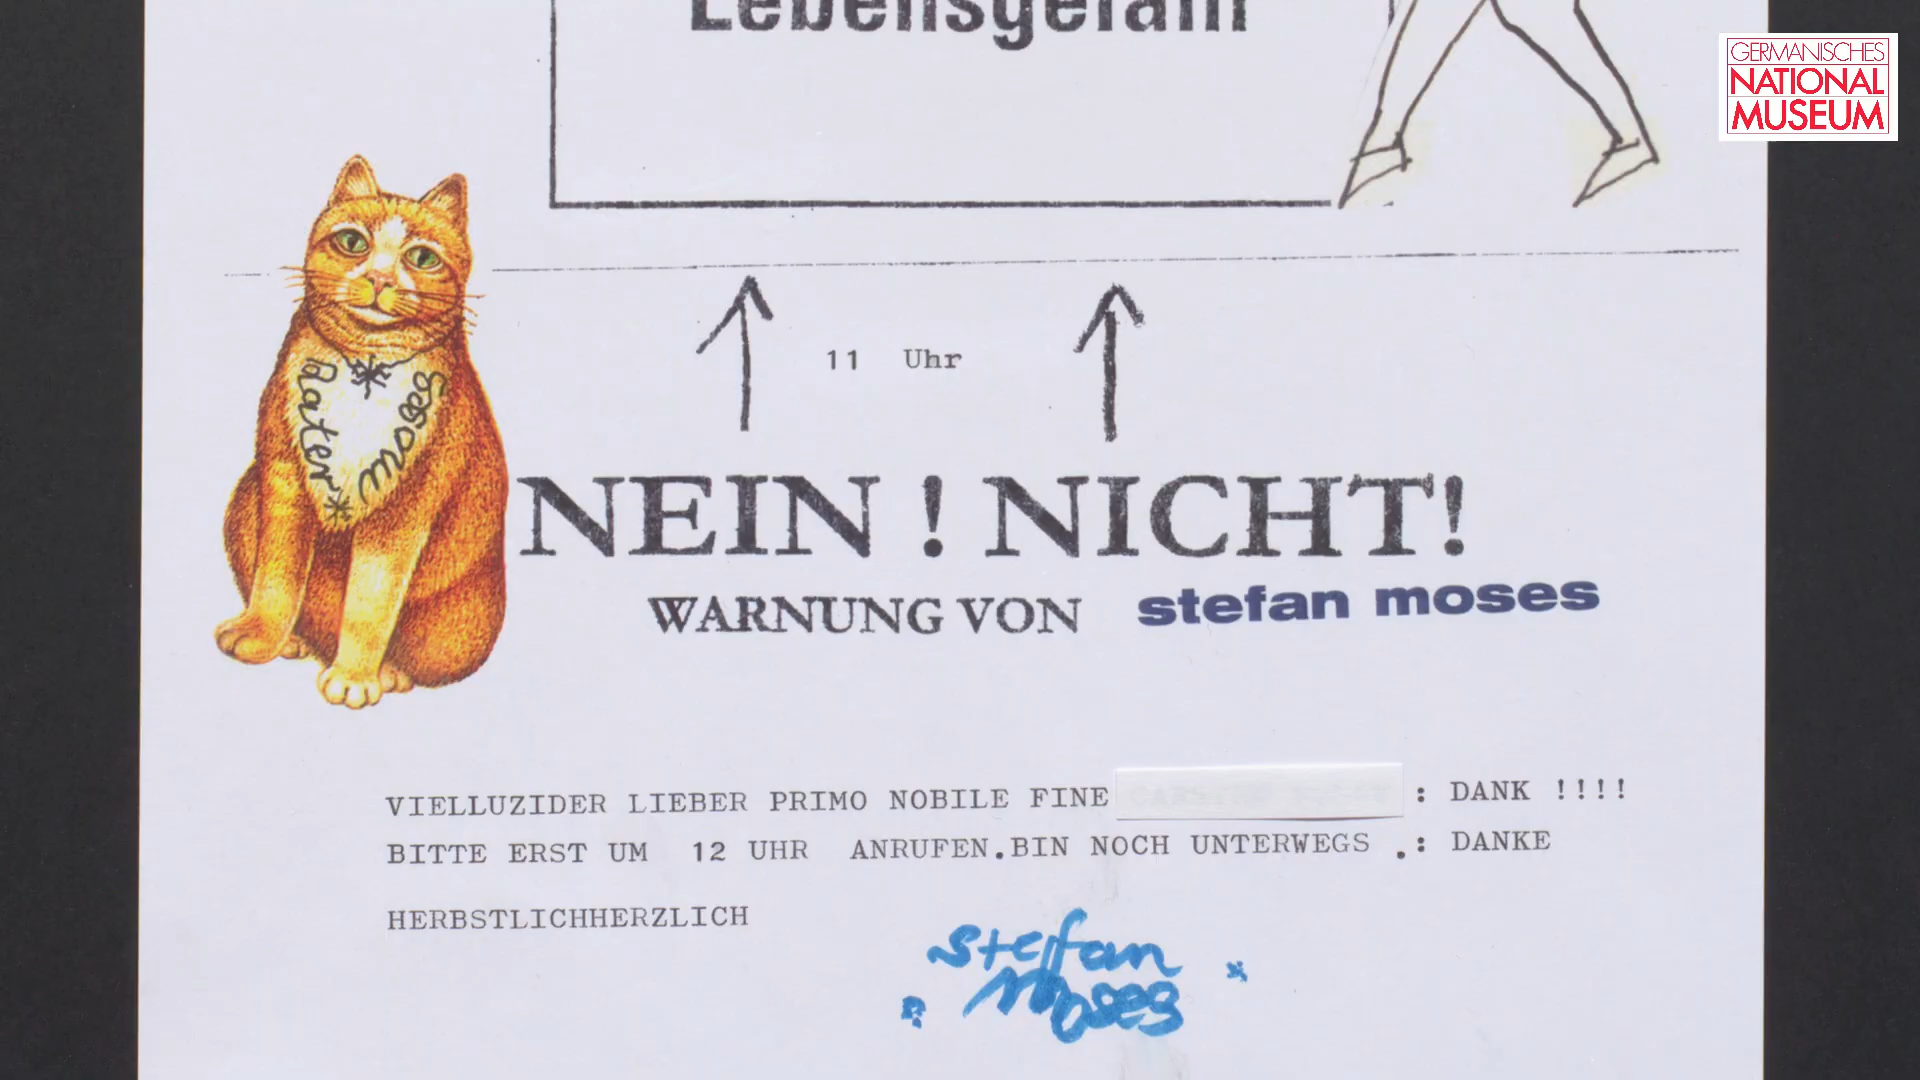 Lebensgefahr
GERMANISCHES
NATIONAL
MUSEUM
11 Uhr
Kater
NEIN ! NICHT!
WARNUNG VON stefan moses
VIELLUZIDER LIEBER PRIMO NOBILE FINE : DANK !!!!
BITTE ERST UM 12 UHR ANRUFEN.BIN NOCH UNTERWEGS .: DANKE
HERBSTLICHHERZLICH
stefan
moses